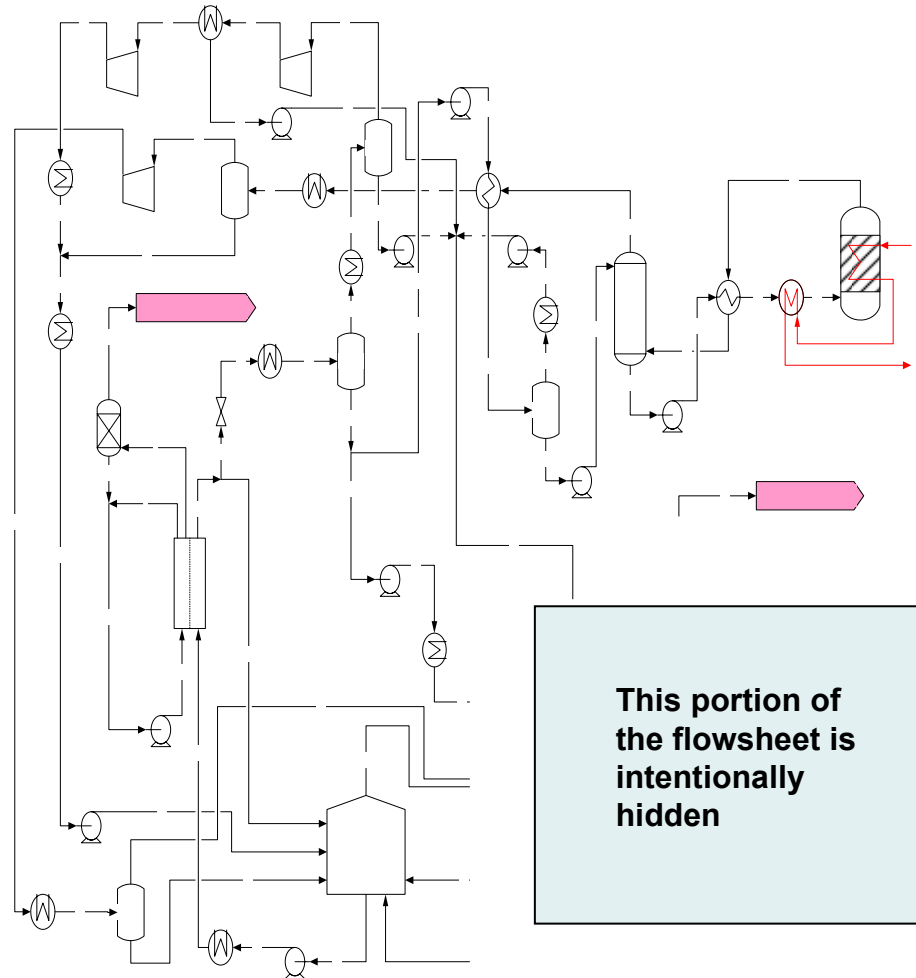 This portion of
the flowsheet is
intentionally
hidden